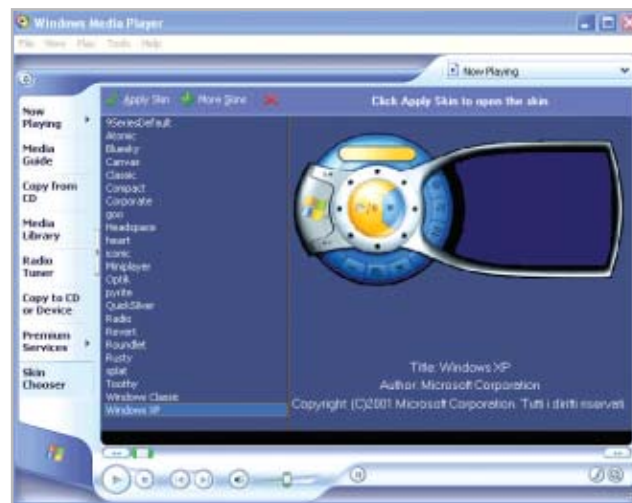 Windows Media Player
File View Play Tools Help
Now Playing
Apply Skin More Skins
Click Apply Skin to open the skin
Now
Playing
Media
Guide
Copy from
CD
Media
Library
Radio
Tuner
Copy to CD
or Device
Premium
Services
Skin
Chooser
9SeriesDefault
Atomic
Bluesky
Canvas
Classic
Compact
Corporate
goo
Headspace
heart
iconic
Miniplayer
Optik
pyrite
QuickSilver
Radio
Revert
Roundlet
Rusty
splat
Toothy
Windows Classic
Windows XP
Title: Windows XP
Author: Microsoft Corporation
Copyright (C)2001 Microsoft Corporation. Tutti i diritti riservati